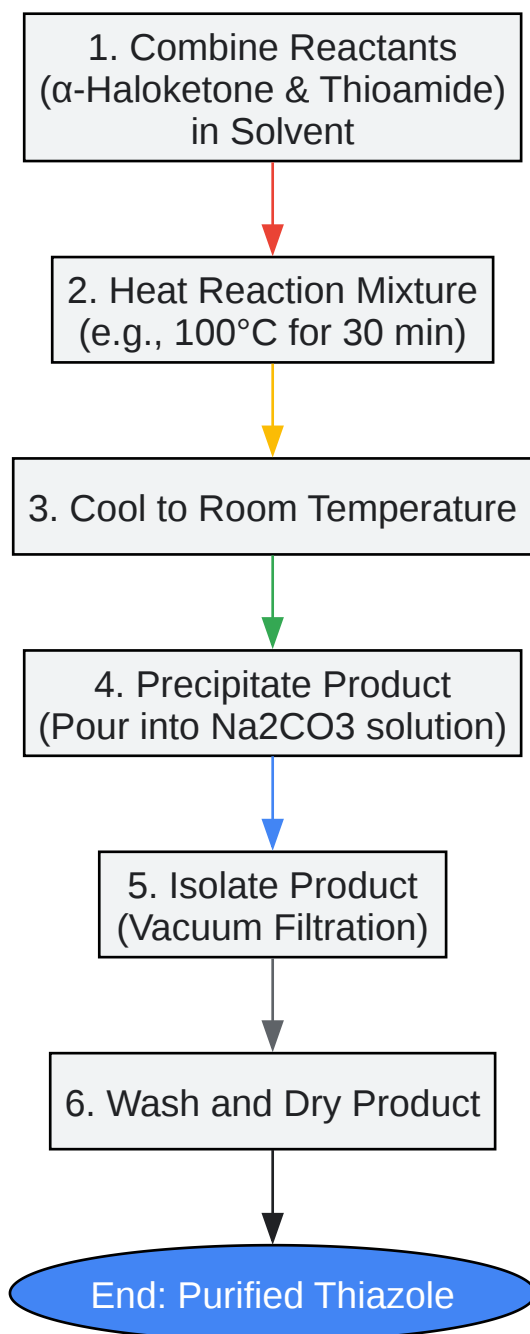 1. Combine Reactants
(α-Haloketone & Thioamide)
in Solvent
2. Heat Reaction Mixture
(e.g., 100°C for 30 min)
3. Cool to Room Temperature
4. Precipitate Product
(Pour into Na2CO3 solution)
5. Isolate Product
(Vacuum Filtration)
6. Wash and Dry Product
End: Purified Thiazole